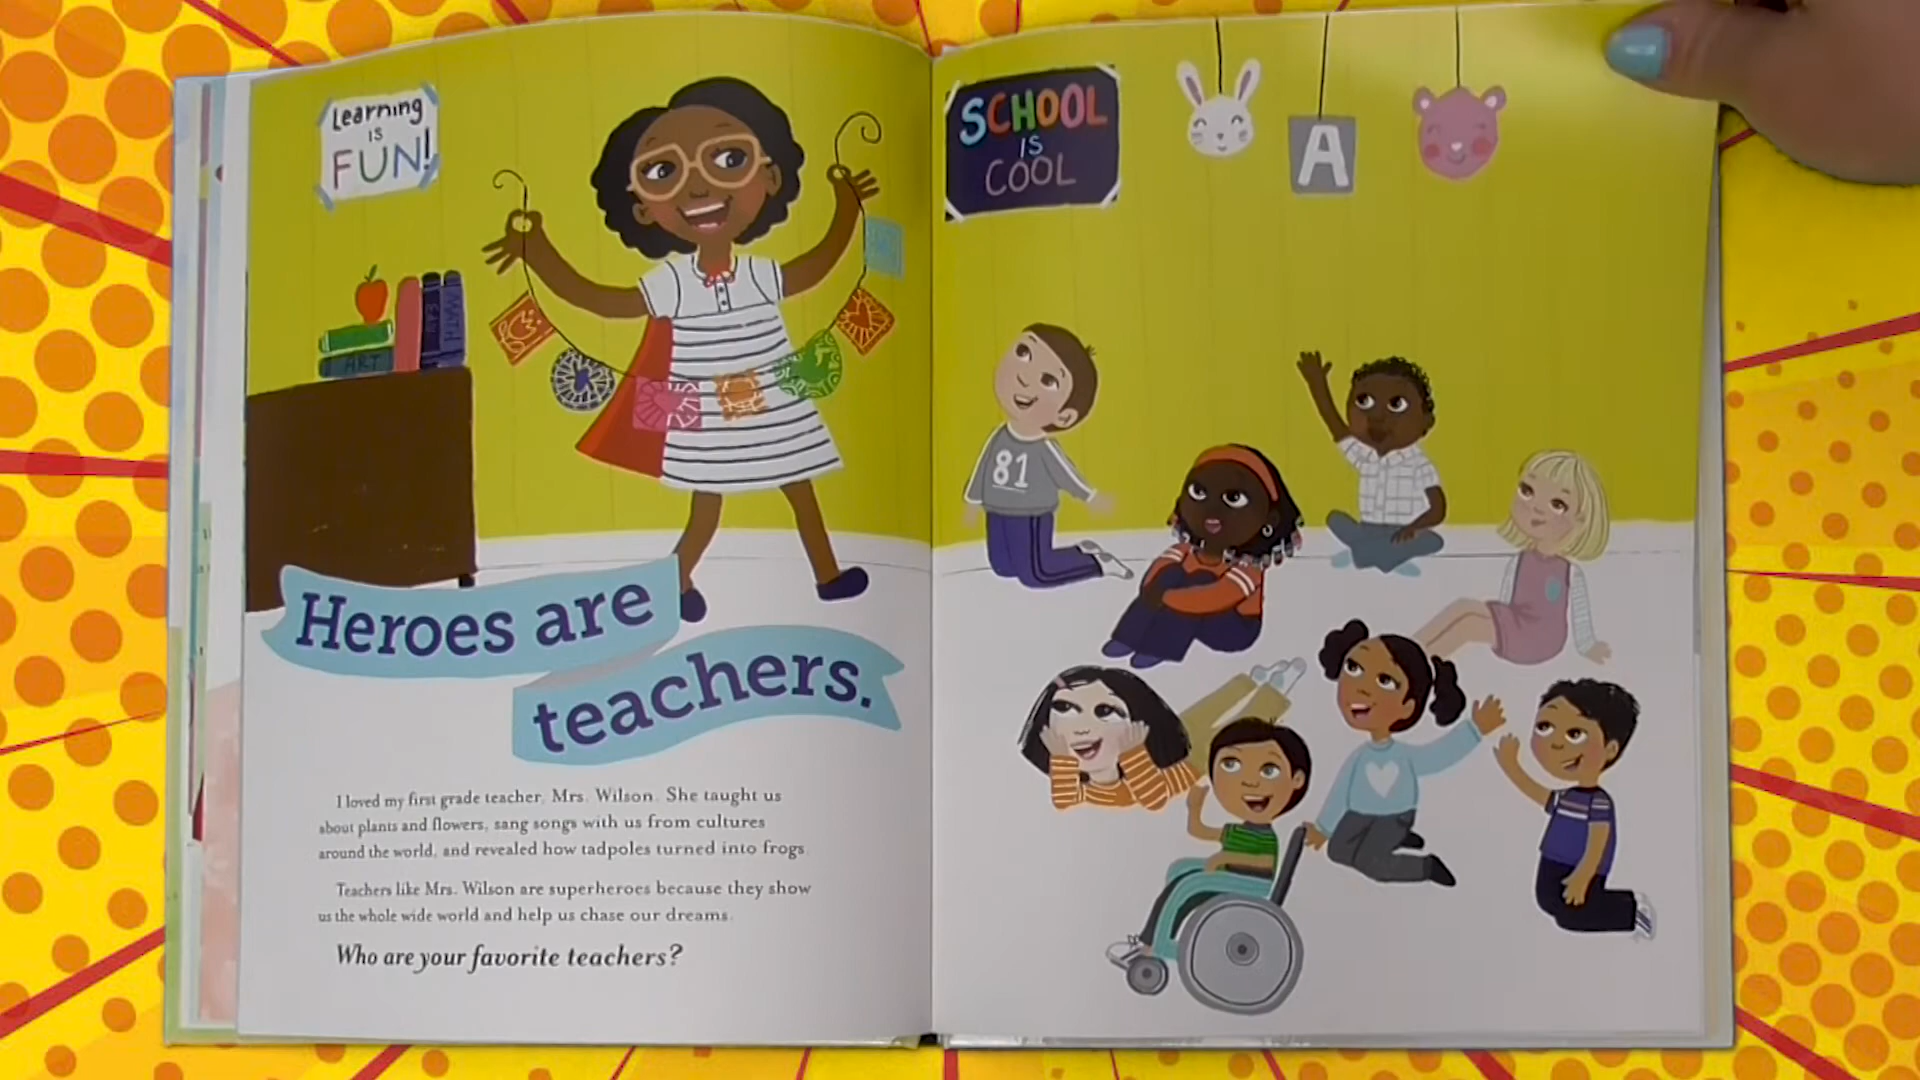 Learning
IS
FUN!
ART
MATH
Heroes are
teachers.
I loved my first grade teacher, Mrs. Wilson. She taught us
about plants and flowers, sang songs with us from cultures
around the world, and revealed how tadpoles turned into frogs.
Teachers like Mrs. Wilson are superheroes because they show
us the whole wide world and help us chase our dreams.
Who are your favorite teachers?
SCHOOL
IS
COOL
A
81